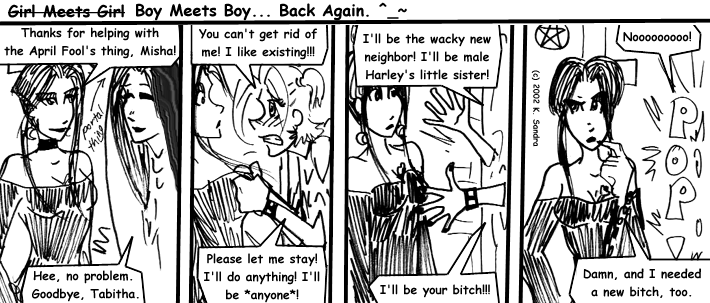 Girl Meets Girl Boy Meets Boy... Back Again. ^_~
Thanks for helping with
the April Fool's thing, Misha!
portal
thing
Hee, no problem.
Goodbye, Tabitha.
You can't get rid of
me! I like existing!!!
Please let me stay!
I'll do anything! I'll
be *anyone*!
I'll be the wacky new
neighbor! I'll be male
Harley's little sister!
I'll be your bitch!!!
(c) 2002 K. Sandra
Nooooooooo!
POP!
Damn, and I needed
a new bitch, too.